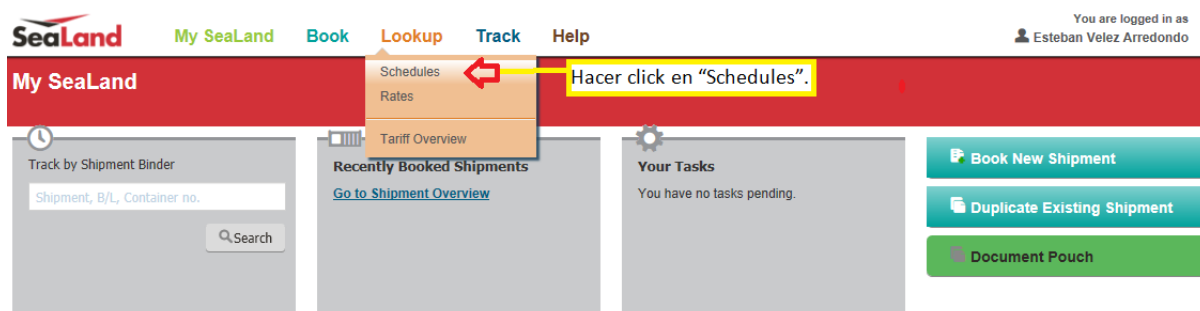 You are logged in as
SeaLand My SeaLand Book Lookup Track Help Esteban Velez Arredondo
My SeaLand
Schedules
Rates
Tariff Overview
Hacer click en “Schedules”.
Track by Shipment Binder
Shipment, B/L, Container no.
Search
Recently Booked Shipments
Go to Shipment Overview
Your Tasks
You have no tasks pending.
Book New Shipment
Duplicate Existing Shipment
Document Pouch